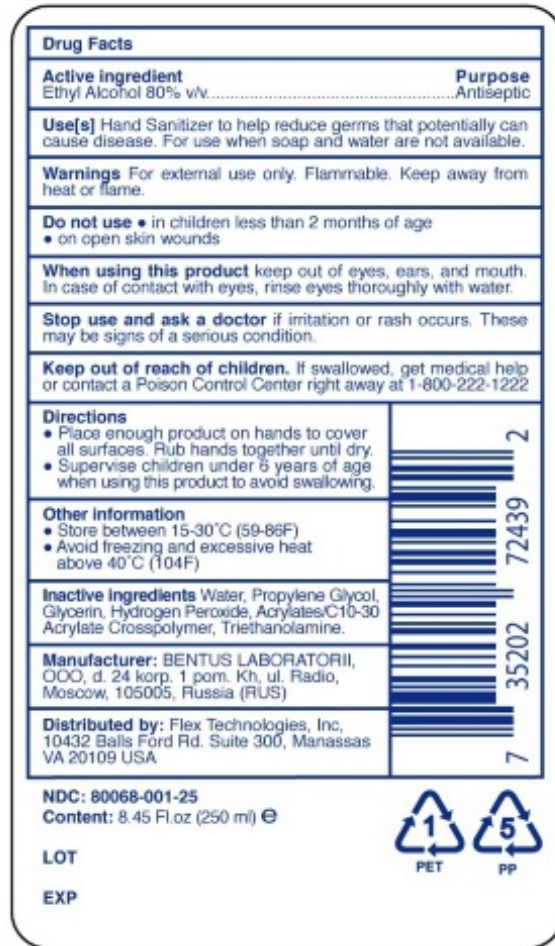 Drug Facts
Active ingredient Purpose
Ethyl Alcohol 80% v/v..................................................Antiseptic
Use[s] Hand Sanitizer to help reduce germs that potentially can
cause disease. For use when soap and water are not available.
Warnings For external use only. Flammable. Keep away from
heat or flame.
Do not use • in children less than 2 months of age
• on open skin wounds
When using this product keep out of eyes, ears, and mouth.
In case of contact with eyes, rinse eyes thoroughly with water.
Stop use and ask a doctor if irritation or rash occurs. These
may be signs of a serious condition.
Keep out of reach of children. If swallowed, get medical help
or contact a Poison Control Center right away at 1-800-222-1222
Directions
• Place enough product on hands to cover
all surfaces. Rub hands together until dry.
• Supervise children under 6 years of age
when using this product to avoid swallowing.
Other information
• Store between 15-30˚C (59-86F)
• Avoid freezing and excessive heat
above 40˚C (104F)
Inactive ingredients Water, Propylene Glycol,
Glycerin, Hydrogen Peroxide, Acrylates/C10-30
Acrylate Crosspolymer, Triethanolamine.
Manufacturer: BENTUS LABORATORII,
OOO, d. 24 korp. 1 pom. Kh, ul. Radio,
Moscow, 105005, Russia (RUS)
Distributed by: Flex Technologies, Inc,
10432 Balls Ford Rd. Suite 300, Manassas
VA 20109 USA
7 35202 72439 2
NDC: 80068-001-25
Content: 8.45 Fl.oz (250 ml) ℮
LOT
EXP
1
PET
5
PP